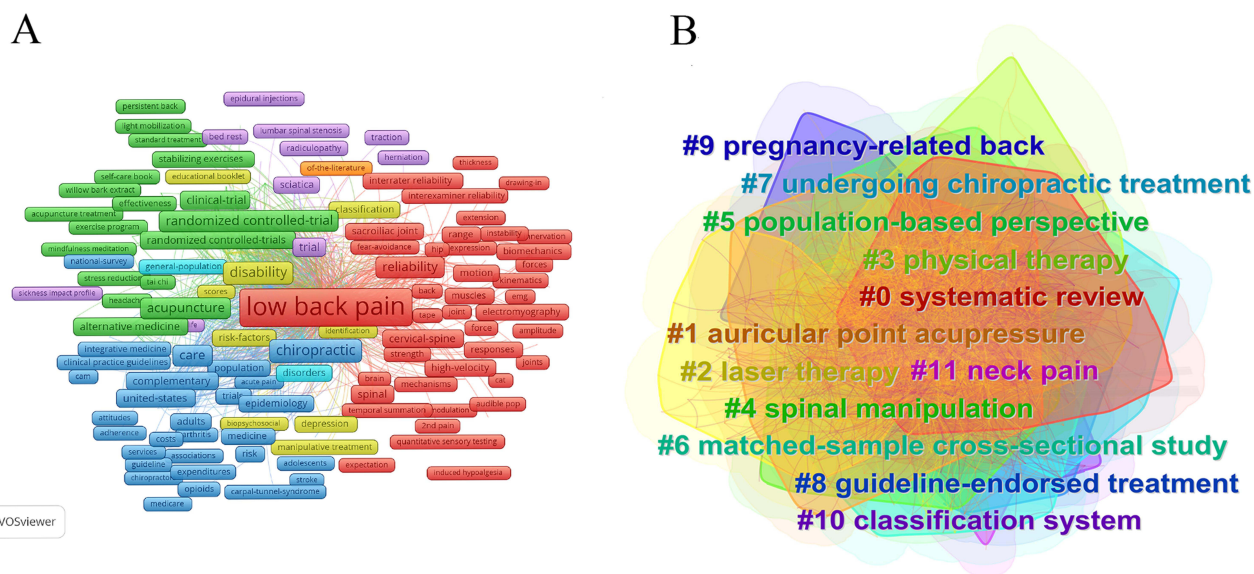 A
B
persistent back
epidural injections
light mobilization
standard treatment
bed rest
lumbar spinal stenosis
traction
radiculopathy
herniation
stabilizing exercises
of-the-literature
thickness
self-care book
educational booklet
sciatica
interrater reliability
drawing in
willow bark extract
effectiveness
clinical-trial
interexaminer reliability
acupuncture treatment
classification
exercise program
randomized controlled-trial
extension
sacroiliac joint
range
instability
randomized controlled-trials
trial
fear-avoidance
hip
expression
biomechanics
mindfulness meditation
national-survey
general-population
disability
reliability
motion
forces
stress reduction
tai chi
kinematics
sickness impact profile
scores
back
muscles
emg
acupuncture
low back pain
tape
joint
electromyography
alternative medicine
risk-factors
identification
force
amplitude
cervical-spine
integrative medicine
care
chiropractic
strength
responses
clinical practice guidelines
population
high-velocity
joints
cam
complementary
acute pain
disorders
brain
mechanisms
cat
united-states
epidemiology
spinal
temporal summation
audible pop
attitudes
adults
biopsychosocial
depression
2nd pain
adherence
costs
arthritis
medicine
quantitative sensory testing
services
associations
risk
manipulative treatment
guideline
expenditures
adolescents
expectation
induced hypoalgesia
opioids
stroke
carpal-tunnel-syndrome
medicare
VOSviewer
#9 pregnancy-related back
#7 undergoing chiropractic treatment
#5 population-based perspective
#3 physical therapy
#0 systematic review
#1 auricular point acupressure
#2 laser therapy #11 neck pain
#4 spinal manipulation
#6 matched-sample cross-sectional study
#8 guideline-endorsed treatment
#10 classification system